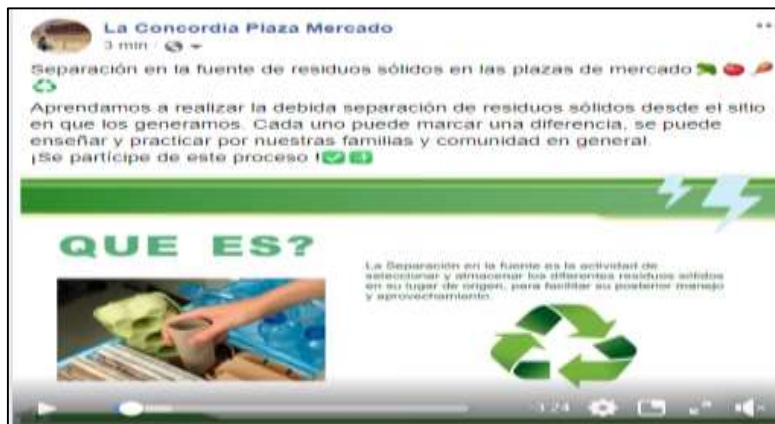 La Concordia Plaza Mercado
3 min
Separación en la fuente de residuos sólidos en las plazas de mercado
Aprendamos a realizar la debida separación de residuos sólidos desde el sitio
en que los generamos. Cada uno puede marcar una diferencia, se puede
enseñar y practicar por nuestras familias y comunidad en general.
¡Se partícipe de este proceso !
QUE ES?
La Separación en la fuente es la actividad de
seleccionar y almacenar los diferentes residuos sólidos
en su lugar de origen, para facilitar su posterior manejo
y aprovechamiento.
-3:24